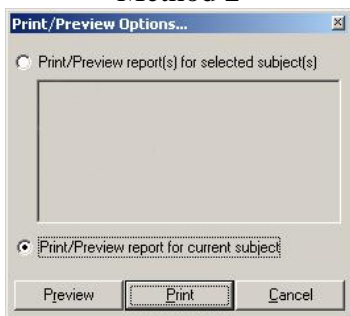 Method 2
Print/Preview Options...
Print/Preview report(s) for selected subject(s)
Print/Preview report for current subject
Preview Print Cancel